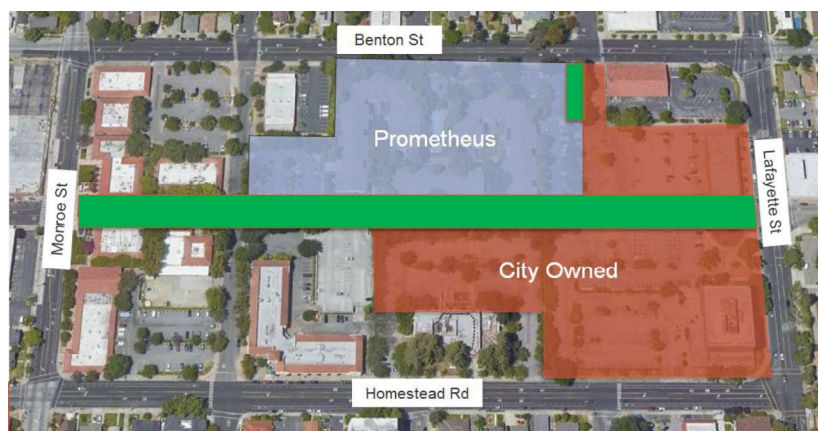 Benton St
Prometheus
Monroe St
Lafayette St
City Owned
Homestead Rd